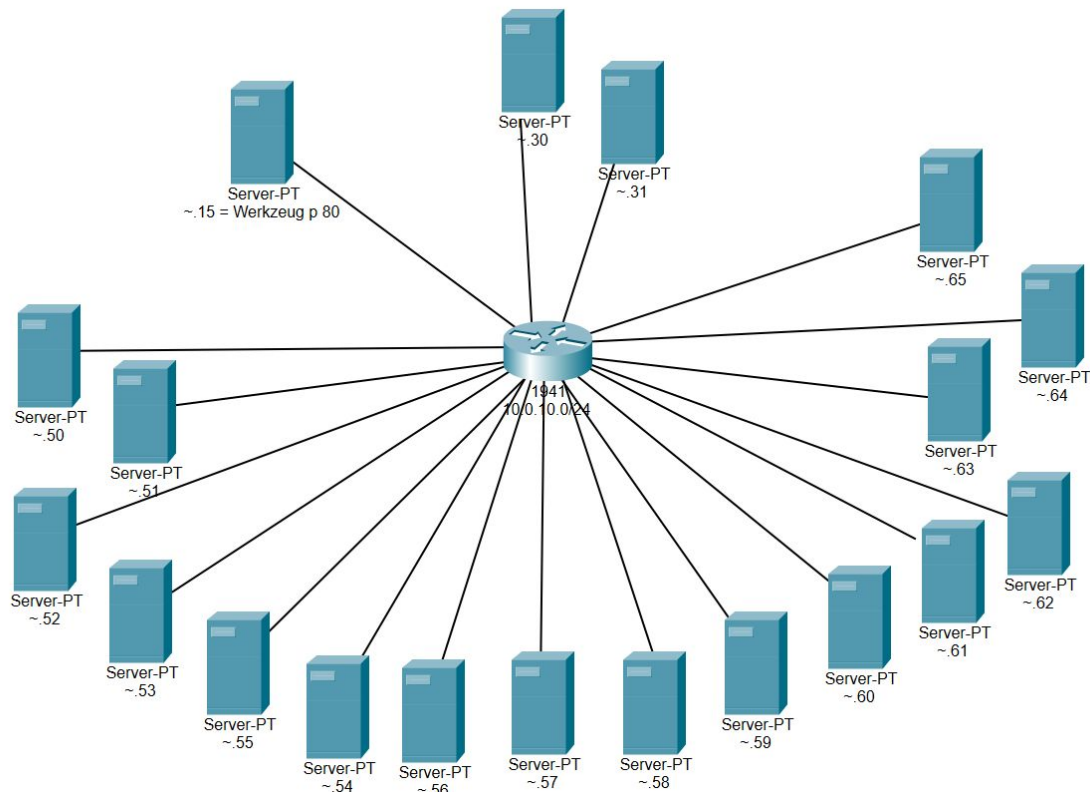 Server-PT
~.30
Server-PT
~.31
Server-PT
~.15 = Werkzeug p 80
Server-PT
~.65
Server-PT
~.64
1941
10.0.10.0/24
Server-PT
~.50
Server-PT
~.51
Server-PT
~.63
Server-PT
~.52
Server-PT
~.62
Server-PT
~.53
Server-PT
~.61
Server-PT
~.55
Server-PT
~.60
Server-PT
~.54
Server-PT
~.56
Server-PT
~.57
Server-PT
~.58
Server-PT
~.59